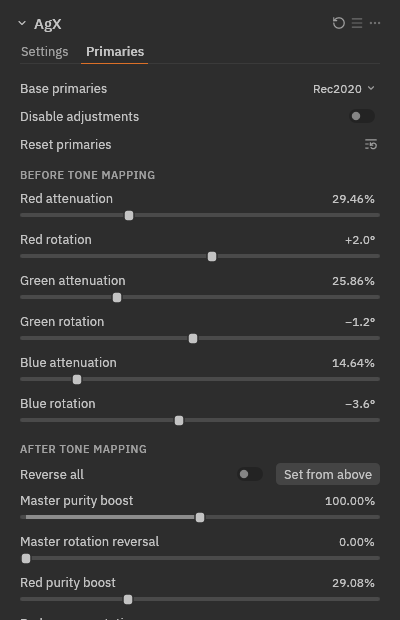 AgX
Settings Primaries
Base primaries Rec2020
Disable adjustments
Reset primaries
BEFORE TONE MAPPING
Red attenuation 29.46%
Red rotation +2.0°
Green attenuation 25.86%
Green rotation −1.2°
Blue attenuation 14.64%
Blue rotation −3.6°
AFTER TONE MAPPING
Reverse all Set from above
Master purity boost 100.00%
Master rotation reversal 0.00%
Red purity boost 29.08%